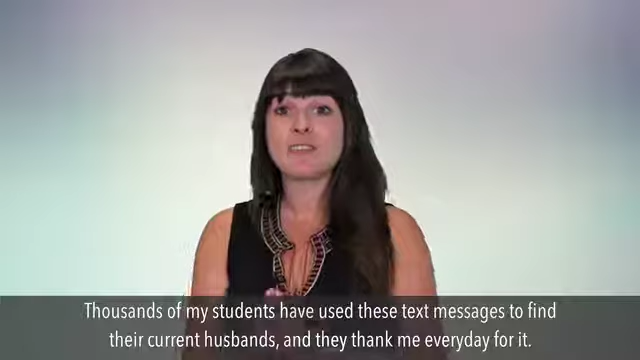 Thousands of my students have used these text messages to find
their current husbands, and they thank me everyday for it.